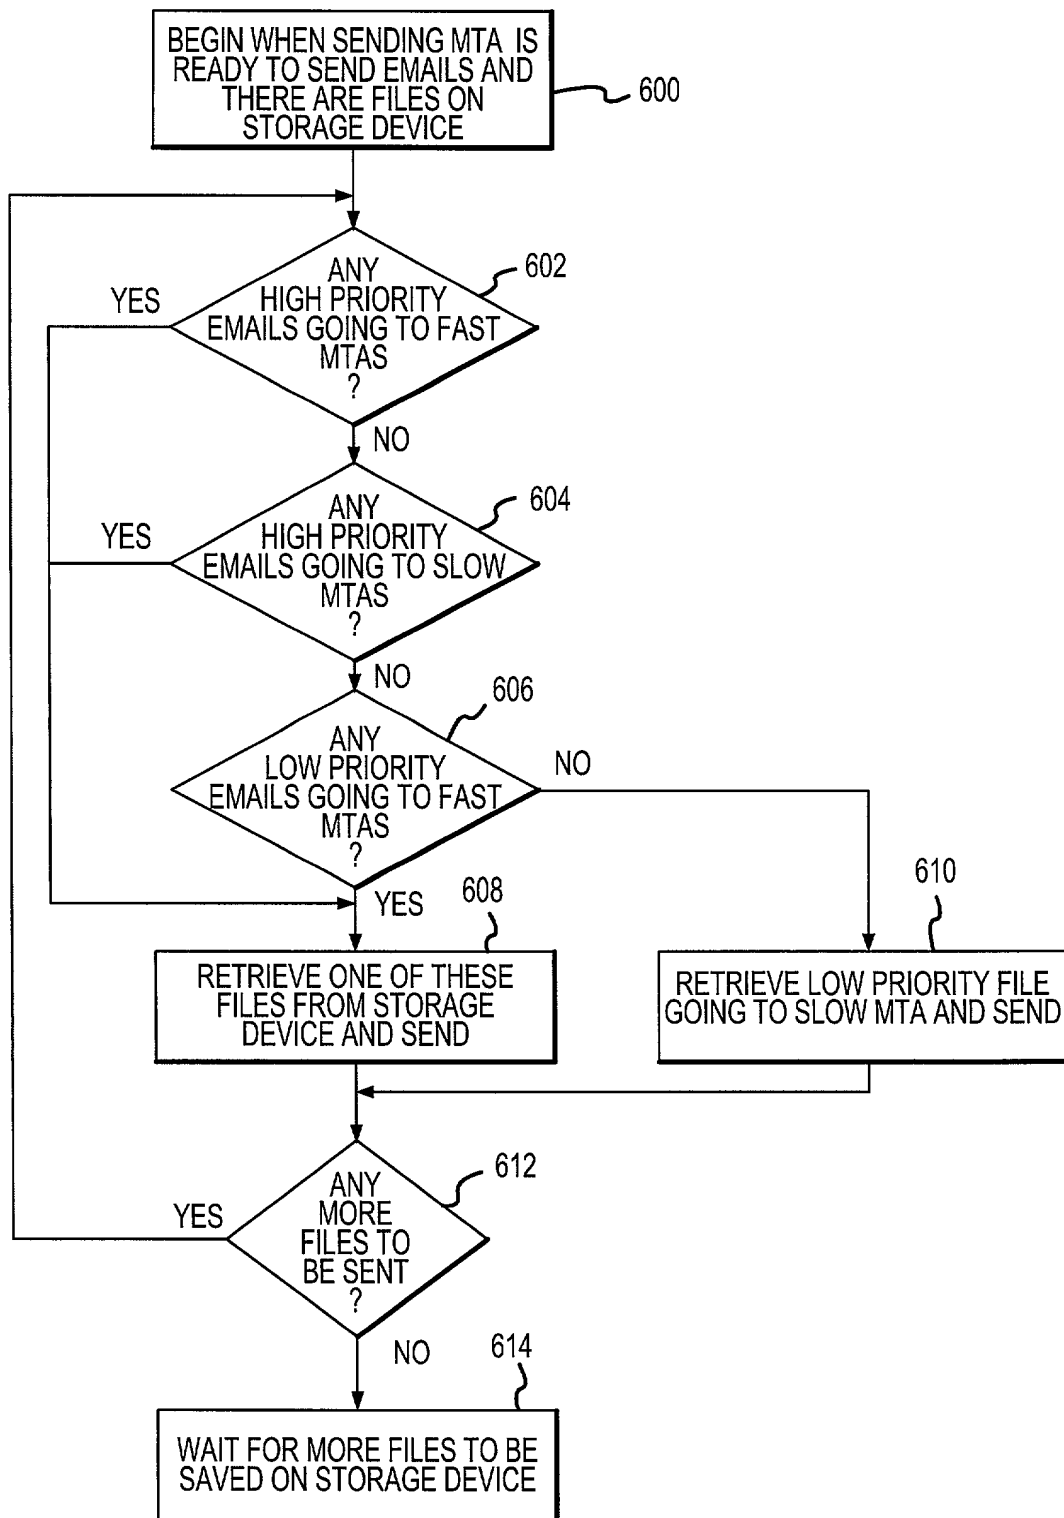 BEGIN WHEN SENDING MTA IS
READY TO SEND EMAILS AND
THERE ARE FILES ON
STORAGE DEVICE
600
ANY
HIGH PRIORITY
EMAILS GOING TO FAST
MTAS
?
602
YES
NO
ANY
HIGH PRIORITY
EMAILS GOING TO SLOW
MTAS
?
604
YES
NO
ANY
LOW PRIORITY
EMAILS GOING TO FAST
MTAS
?
606
NO
YES
608
RETRIEVE ONE OF THESE
FILES FROM STORAGE
DEVICE AND SEND
610
RETRIEVE LOW PRIORITY FILE
GOING TO SLOW MTA AND SEND
ANY
MORE
FILES TO
BE SENT
?
612
YES
NO
614
WAIT FOR MORE FILES TO BE
SAVED ON STORAGE DEVICE